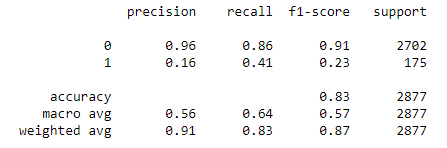 precision recall f1-score support
0 0.96 0.86 0.91 2702
1 0.16 0.41 0.23 175
accuracy 0.83 2877
macro avg 0.56 0.64 0.57 2877
weighted avg 0.91 0.83 0.87 2877